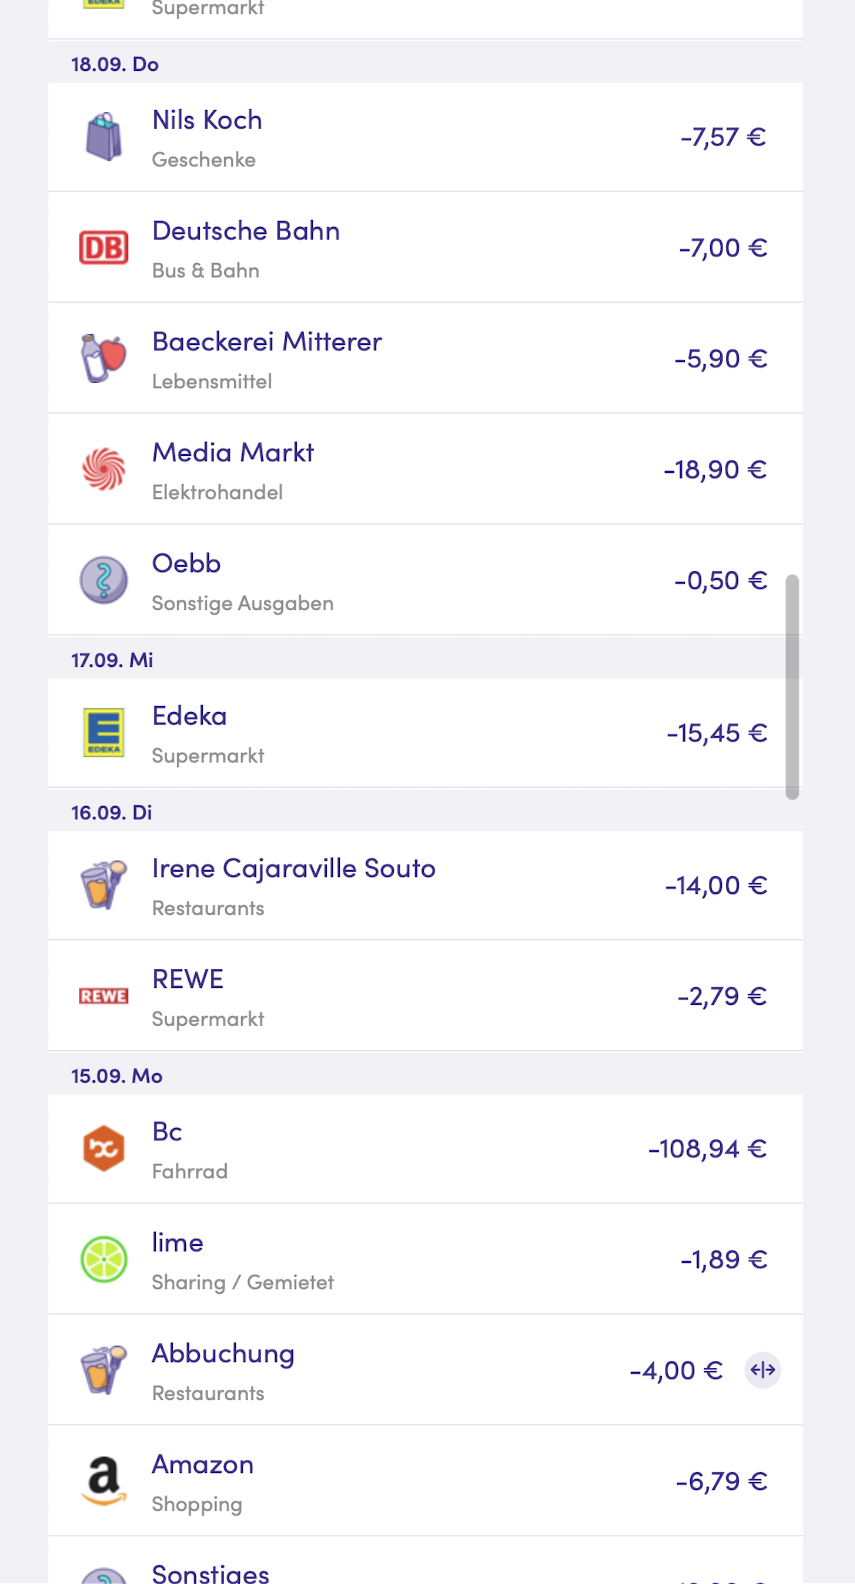 EDEKA
Supermarkt
18.09. Do
Nils Koch
-7,57 €
Geschenke
DB
Deutsche Bahn
-7,00 €
Bus & Bahn
Baeckerei Mitterer
-5,90 €
Lebensmittel
Media Markt
-18,90 €
Elektrohandel
?
Oebb
-0,50 €
Sonstige Ausgaben
17.09. Mi
E
EDEKA
Edeka
-15,45 €
Supermarkt
16.09. Di
Irene Cajaraville Souto
-14,00 €
Restaurants
REWE
REWE
-2,79 €
Supermarkt
15.09. Mo
bc
Bc
-108,94 €
Fahrrad
lime
-1,89 €
Sharing / Gemietet
Abbuchung
-4,00 €
Restaurants
a
Amazon
-6,79 €
Shopping
Sonstiges